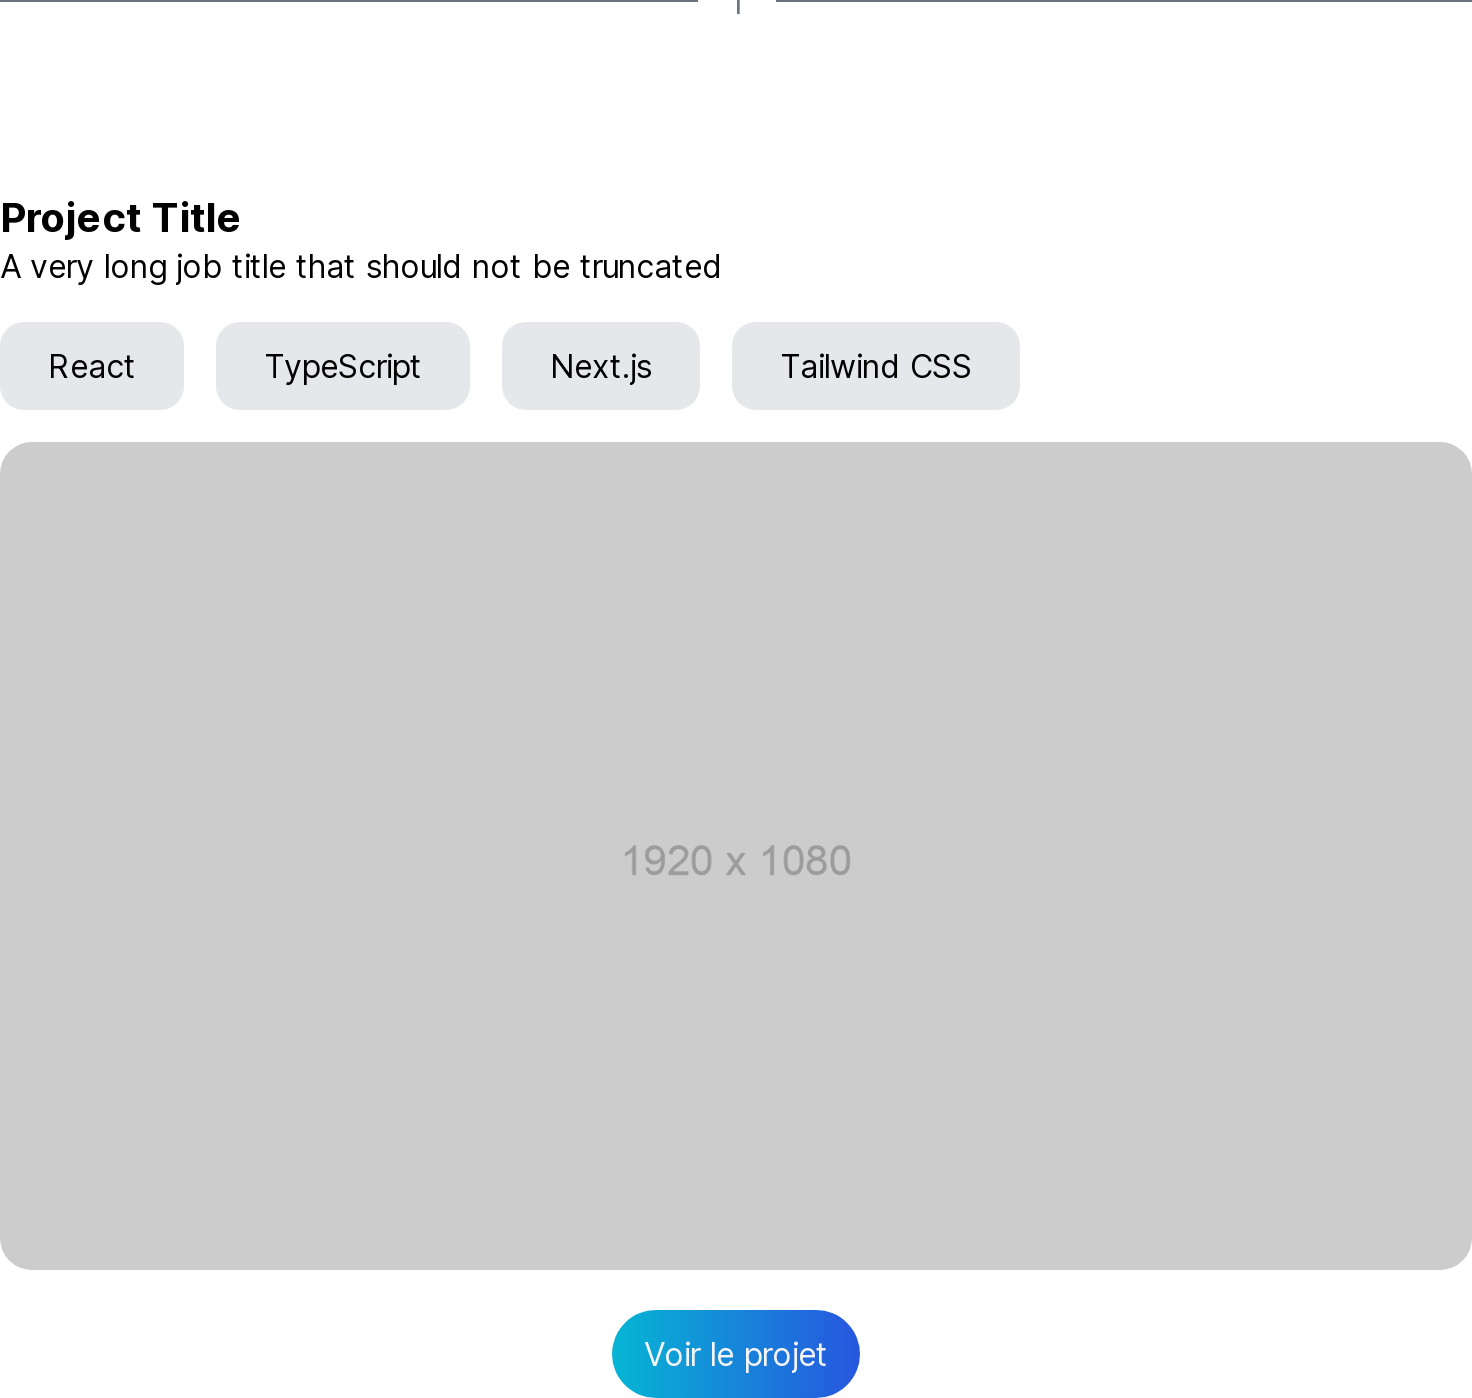 Project Title
A very long job title that should not be truncated
React TypeScript Next.js Tailwind CSS
1920 x 1080
Voir le projet